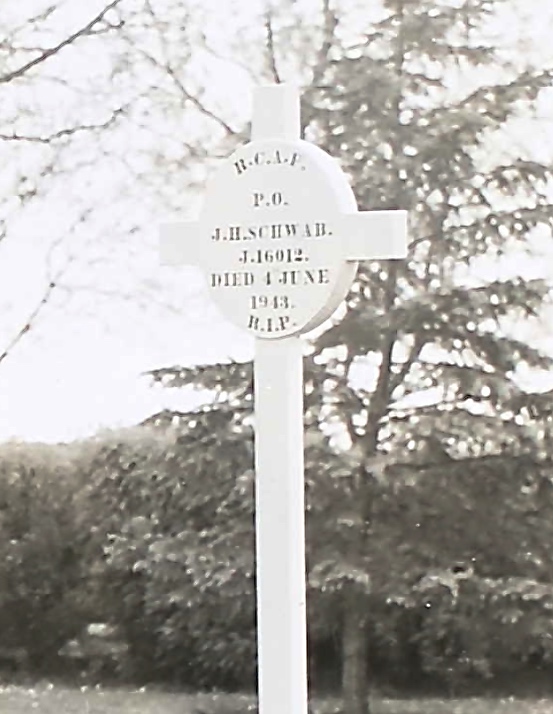 R.C.A.F.
P.O.
J.H.SCHWAB.
J.16012.
DIED 4 JUNE
1943.
R.I.P.